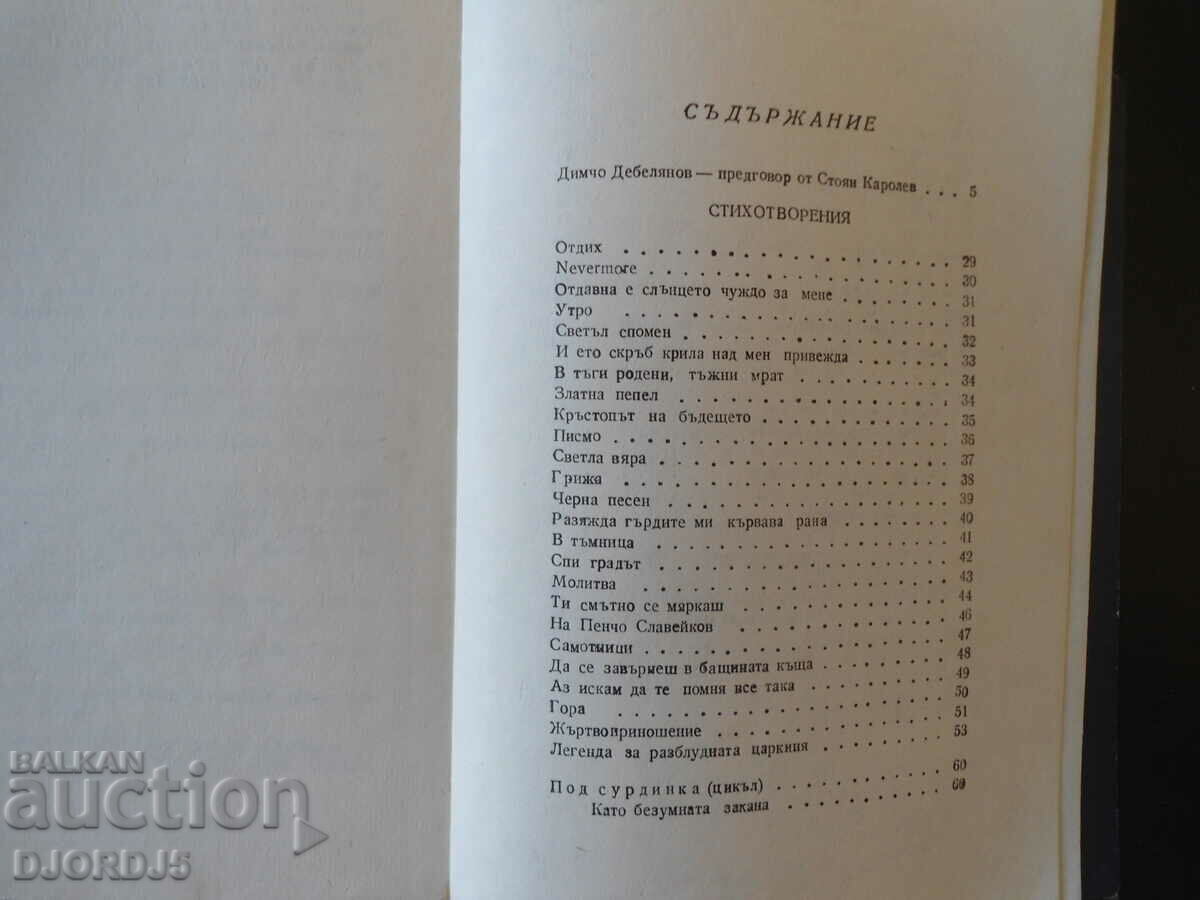 СЪДЪРЖАНИЕ
Димчо Дебелянов — предговор от Стоян Каролев . . . 5
СТИХОТВОРЕНИЯ
Отдих . . . 29
Nevermore . . . 30
Отдавна е слънцето чуждо за мене . . . 31
Утро . . . 31
Светъл спомен . . . 32
И ето скръб крила над мен привежда . . . 33
В тъги родени, тъжни мрат . . . 34
Златна пепел . . . 34
Кръстопът на бъдещето . . . 35
Писмо . . . 36
Светла вяра . . . 37
Грижа . . . 38
Черна песен . . . 39
Разяжда гърдите ми кървава рана . . . 40
В тъмница . . . 41
Спи градът . . . 42
Молитва . . . 43
Ти смътно се мяркаш . . . 44
На Пенчо Славейков . . . 46
Самотници . . . 47
Да се завърнеш в бащината къща . . . 48
Аз искам да те помня все така . . . 49
Гора . . . 50
Жъртвоприношение . . . 51
Легенда за разблудната царкиня . . . 53
Под сурдинка (цикъл) . . . 60
Като безумната закана . . . 60
BALKAN
auction
DJORDJ5